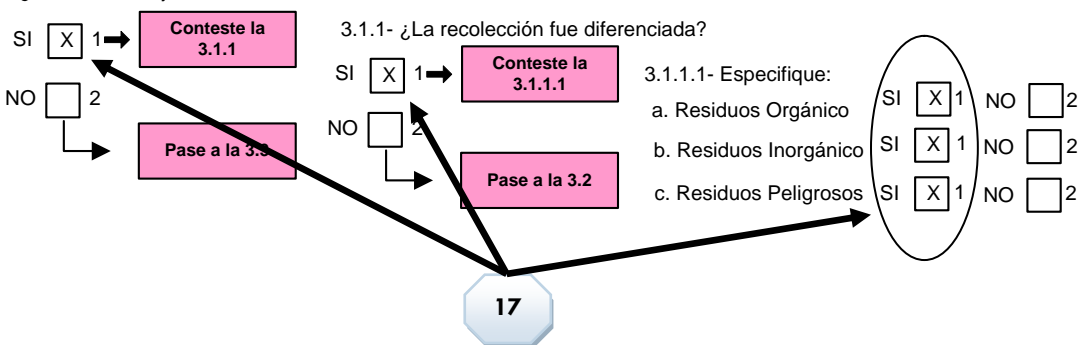 SI X 1
Conteste la
3.1.1
NO 2
Pase a la 3.3
3.1.1- ¿La recolección fue diferenciada?
SI X 1
Conteste la
3.1.1.1
NO 2
Pase a la 3.2
3.1.1.1- Especifique:
a. Residuos Orgánico SI X 1 NO 2
b. Residuos Inorgánico SI X 1 NO 2
c. Residuos Peligrosos SI X 1 NO 2
17